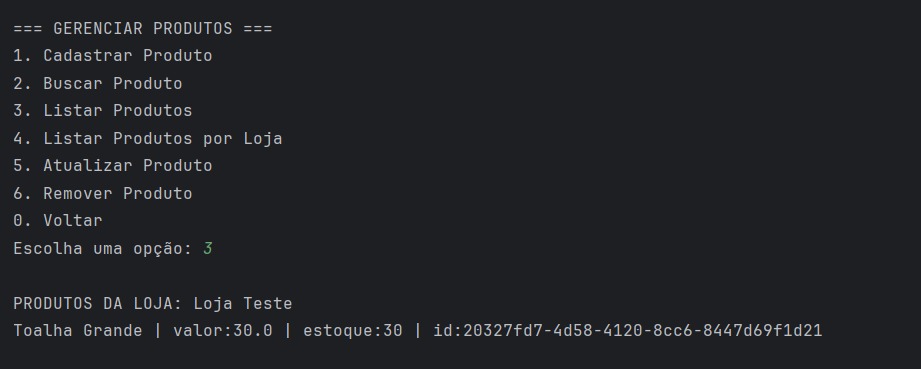 === GERENCIAR PRODUTOS ===
1. Cadastrar Produto
2. Buscar Produto
3. Listar Produtos
4. Listar Produtos por Loja
5. Atualizar Produto
6. Remover Produto
0. Voltar
Escolha uma opção: 3
PRODUTOS DA LOJA: Loja Teste
Toalha Grande | valor:30.0 | estoque:30 | id:20327fd7-4d58-4120-8cc6-8447d69f1d21